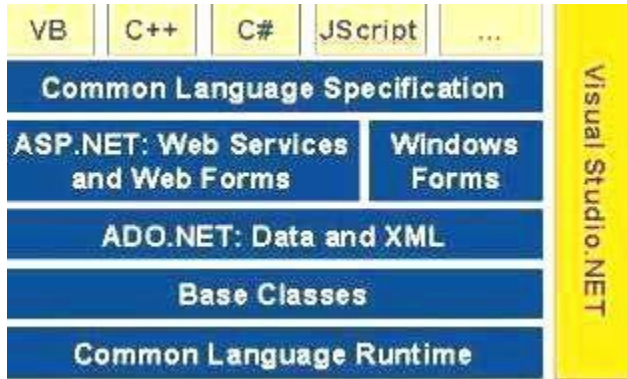 VB C++ C# JScript ...
Common Language Specification
ASP.NET: Web Services
and Web Forms
Windows
Forms
ADO.NET: Data and XML
Base Classes
Common Language Runtime
Visual Studio.NET